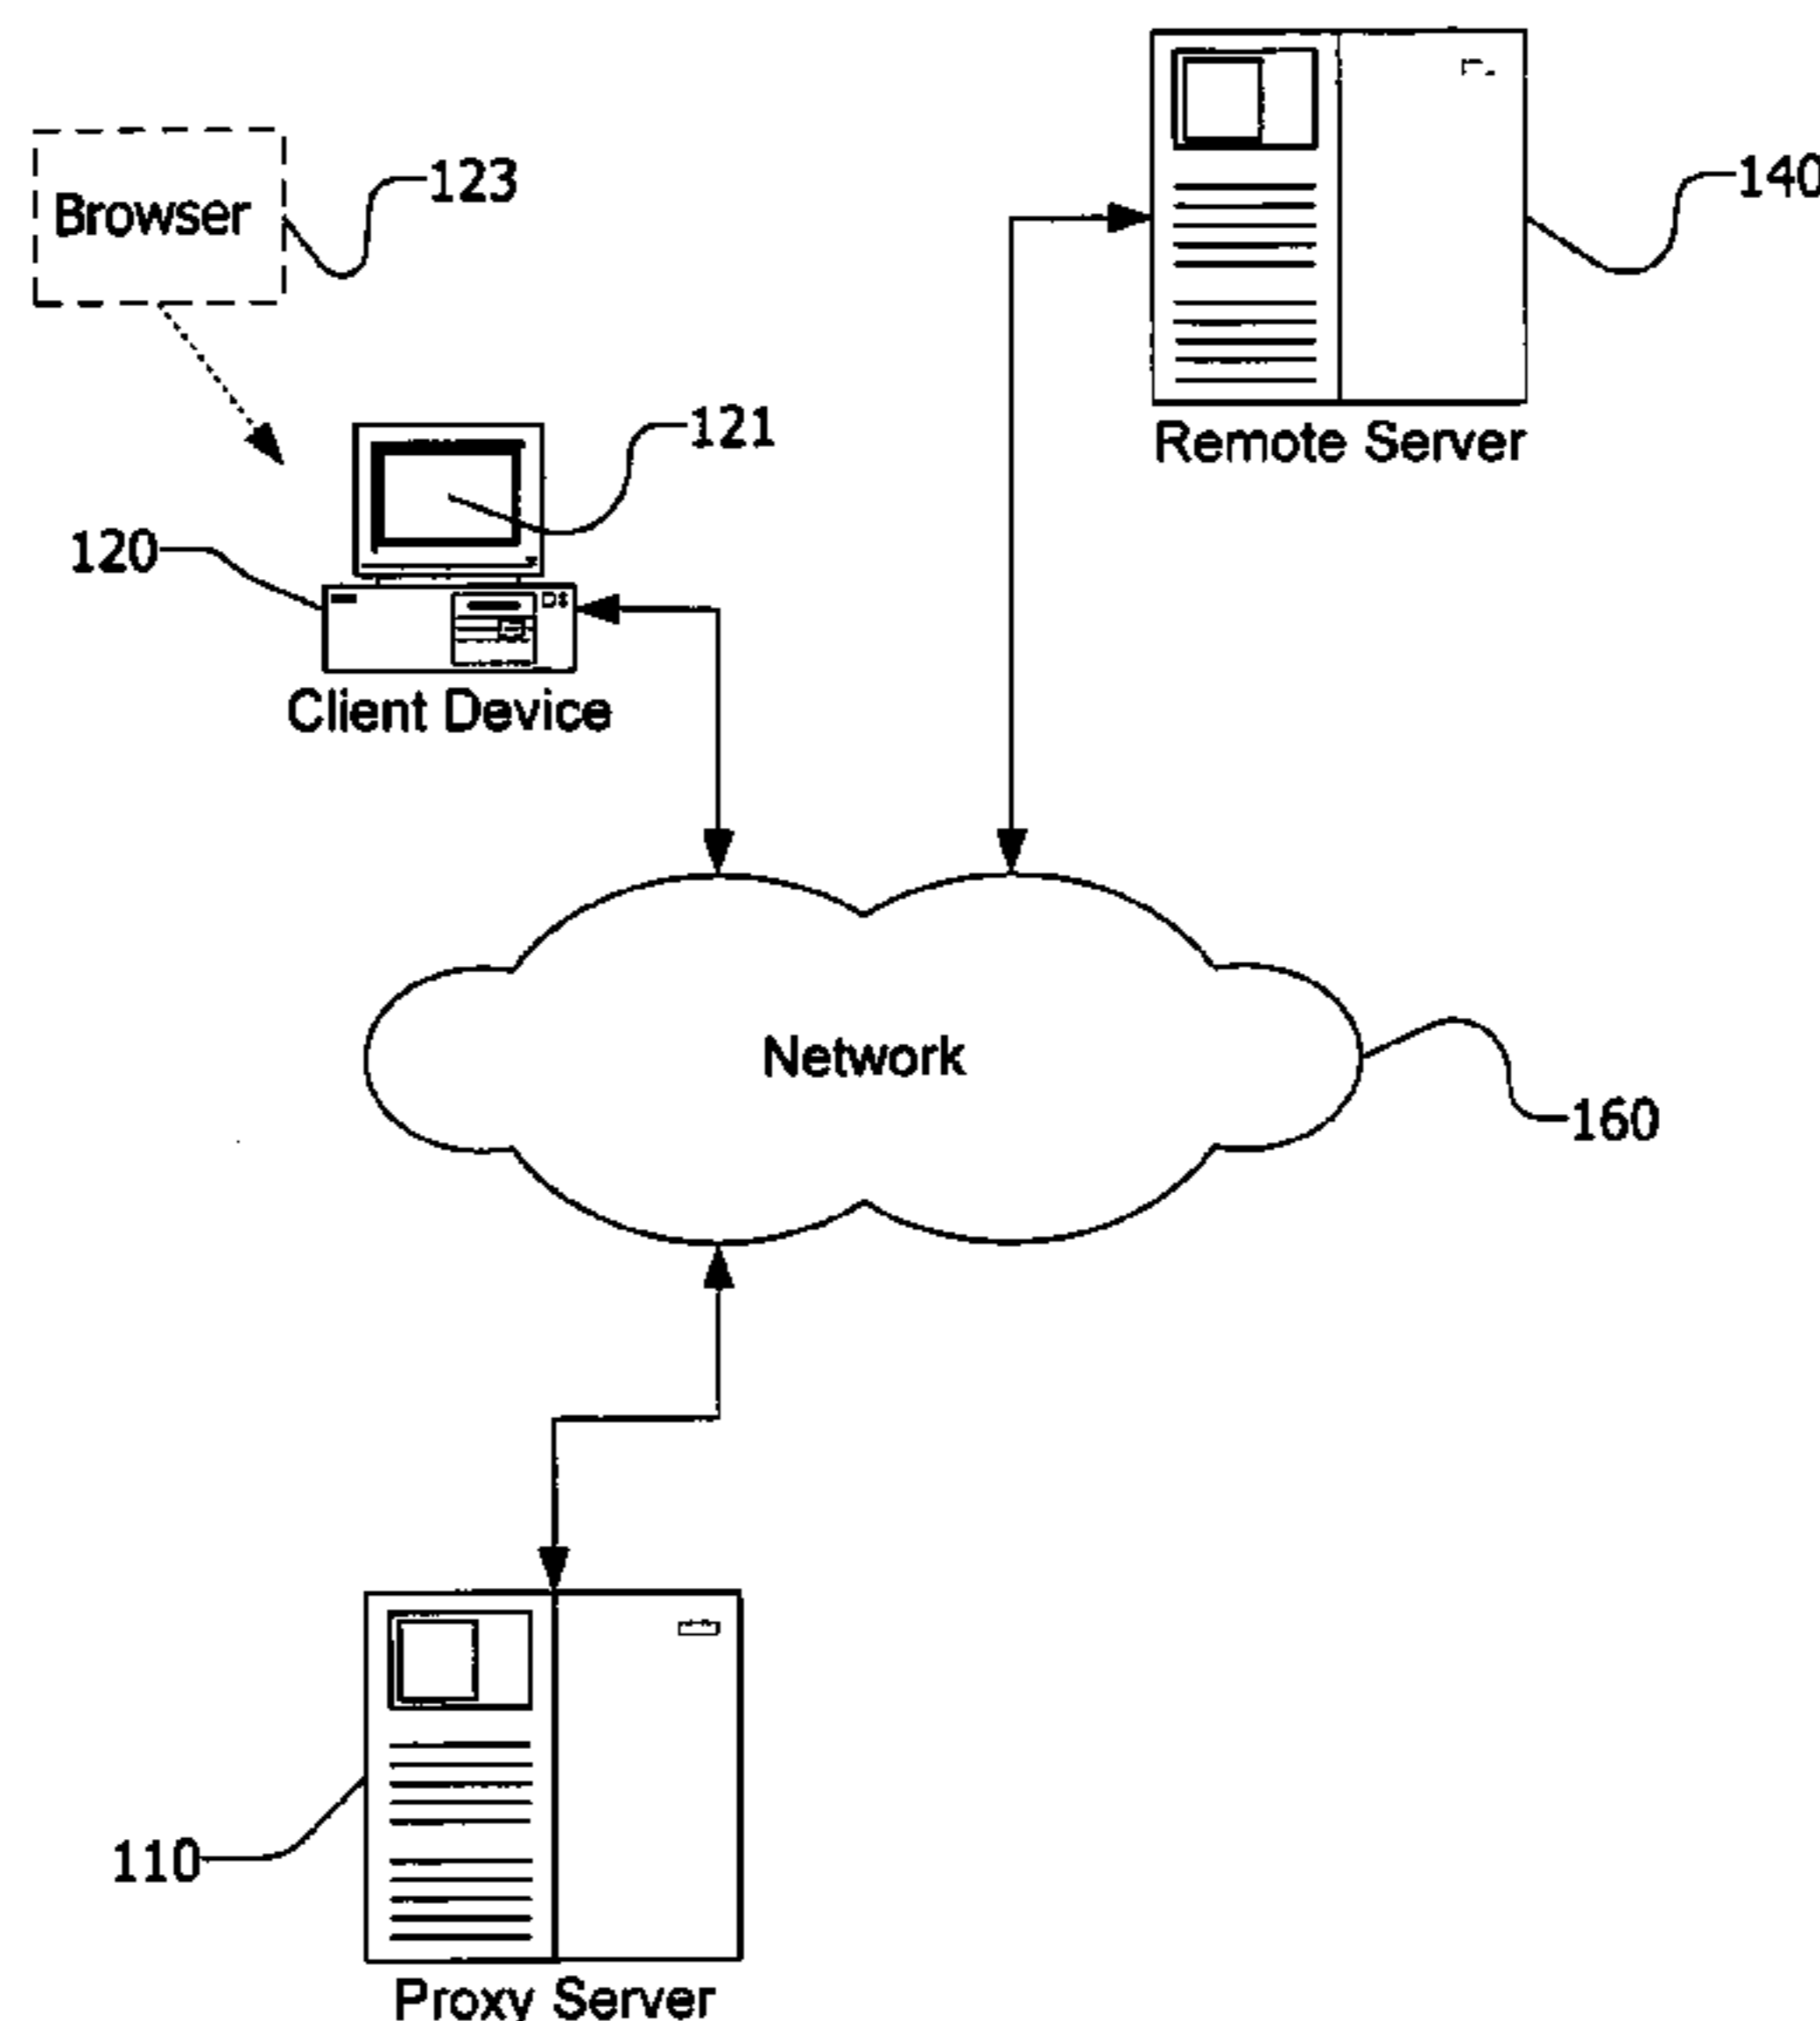 123
140
Browser
121
Remote Server
120
Client Device
Network
160
110
Proxy Server